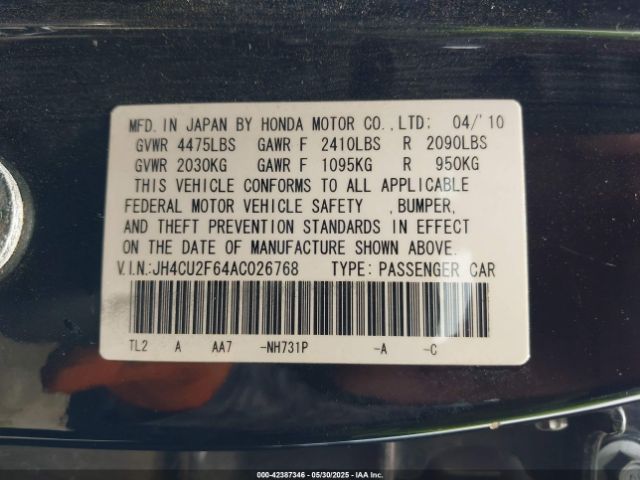 MFD. IN JAPAN BY HONDA MOTOR CO., LTD: 04/'10
GVWR 4475LBS GAWR F 2410LBS R 2090LBS
GVWR 2030KG GAWR F 1095KG R 950KG
THIS VEHICLE CONFORMS TO ALL APPLICABLE
FEDERAL MOTOR VEHICLE SAFETY , BUMPER,
AND THEFT PREVENTION STANDARDS IN EFFECT
ON THE DATE OF MANUFACTURE SHOWN ABOVE.
V.I.N.:JH4CU2F64AC026768 TYPE: PASSENGER CAR
TL2 A AA7 -NH731P -A -C
000-42387346 - 05/30/2025 - IAA Inc.